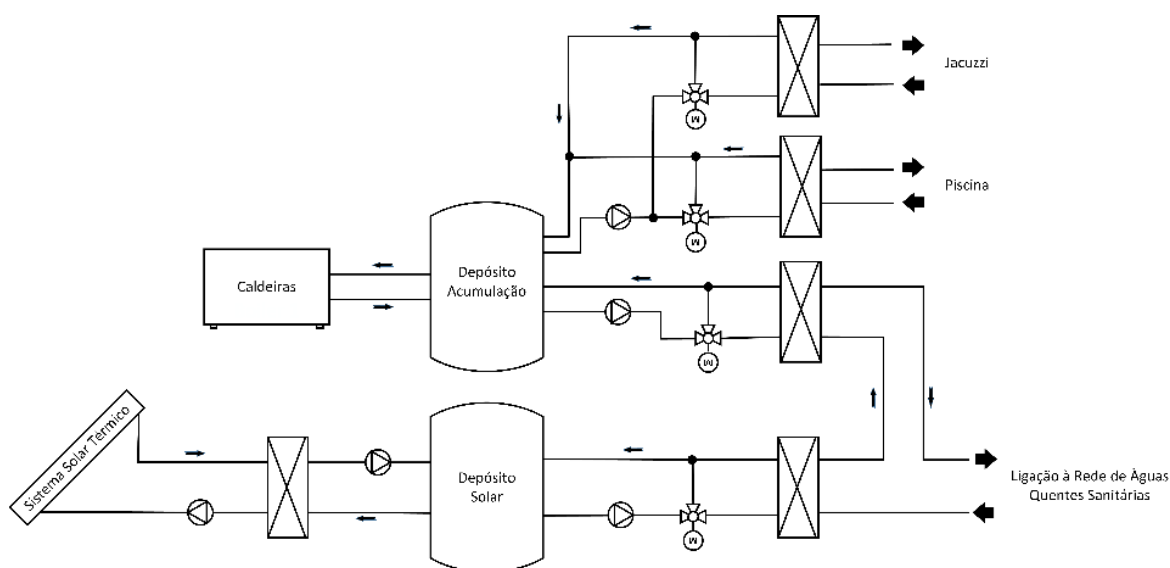 Jacuzzi
M
Piscina
M
Caldeiras
Depósito
Acumulação
M
Sistema Solar Térmico
Depósito
Solar
M
Ligação à Rede de Àguas
Quentes Sanitárias